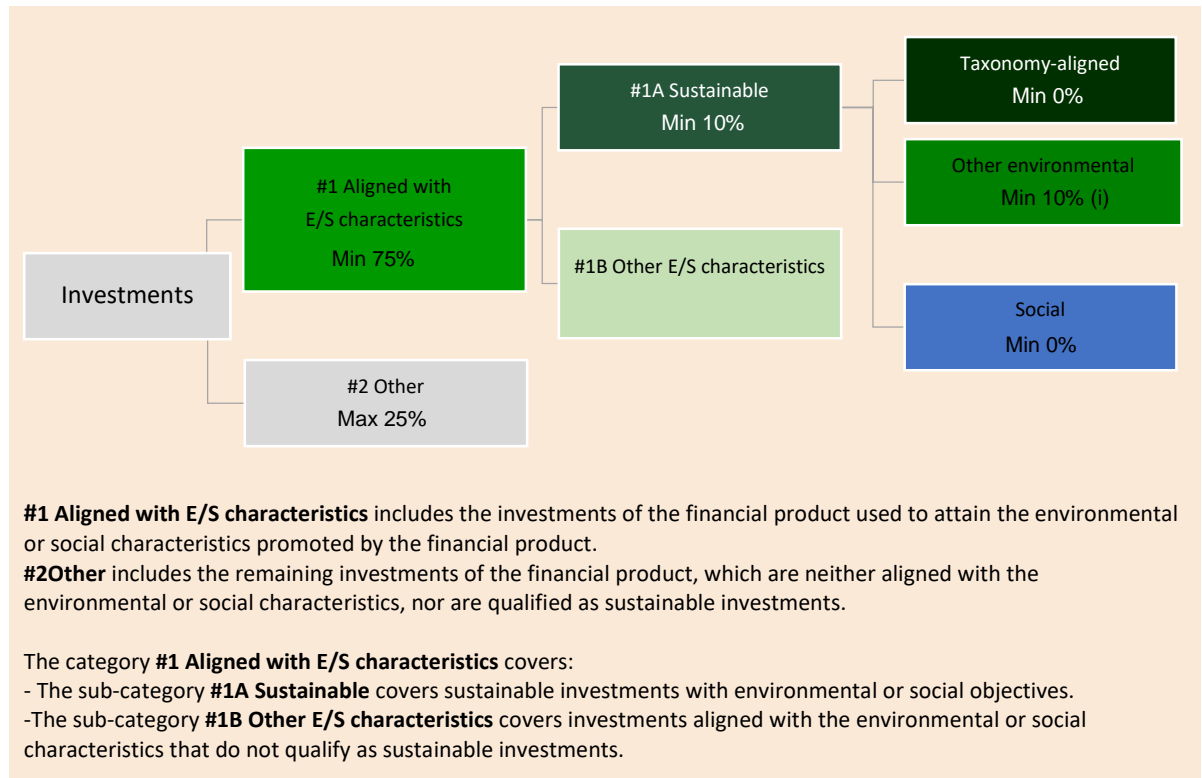 Investments
#1 Aligned with
E/S characteristics
Min 75%
#2 Other
Max 25%
#1A Sustainable
Min 10%
#1B Other E/S characteristics
Taxonomy-aligned
Min 0%
Other environmental
Min 10% (i)
Social
Min 0%
#1 Aligned with E/S characteristics includes the investments of the financial product used to attain the environmental
or social characteristics promoted by the financial product.
#2Other includes the remaining investments of the financial product, which are neither aligned with the
environmental or social characteristics, nor are qualified as sustainable investments.
The category #1 Aligned with E/S characteristics covers:
- The sub-category #1A Sustainable covers sustainable investments with environmental or social objectives.
-The sub-category #1B Other E/S characteristics covers investments aligned with the environmental or social
characteristics that do not qualify as sustainable investments.